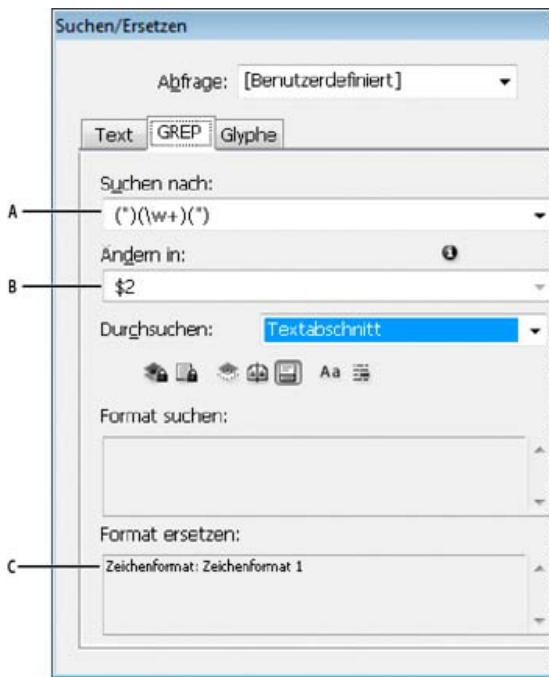 Suchen/Ersetzen
Abfrage: [Benutzerdefiniert]
Text GREP Glyphe
Suchen nach:
A (")(\w+)(")
Ändern in:
B $2
Durchsuchen: Textabschnitt
Aa
Format suchen:
Format ersetzen:
C Zeichenformat: Zeichenformat 1